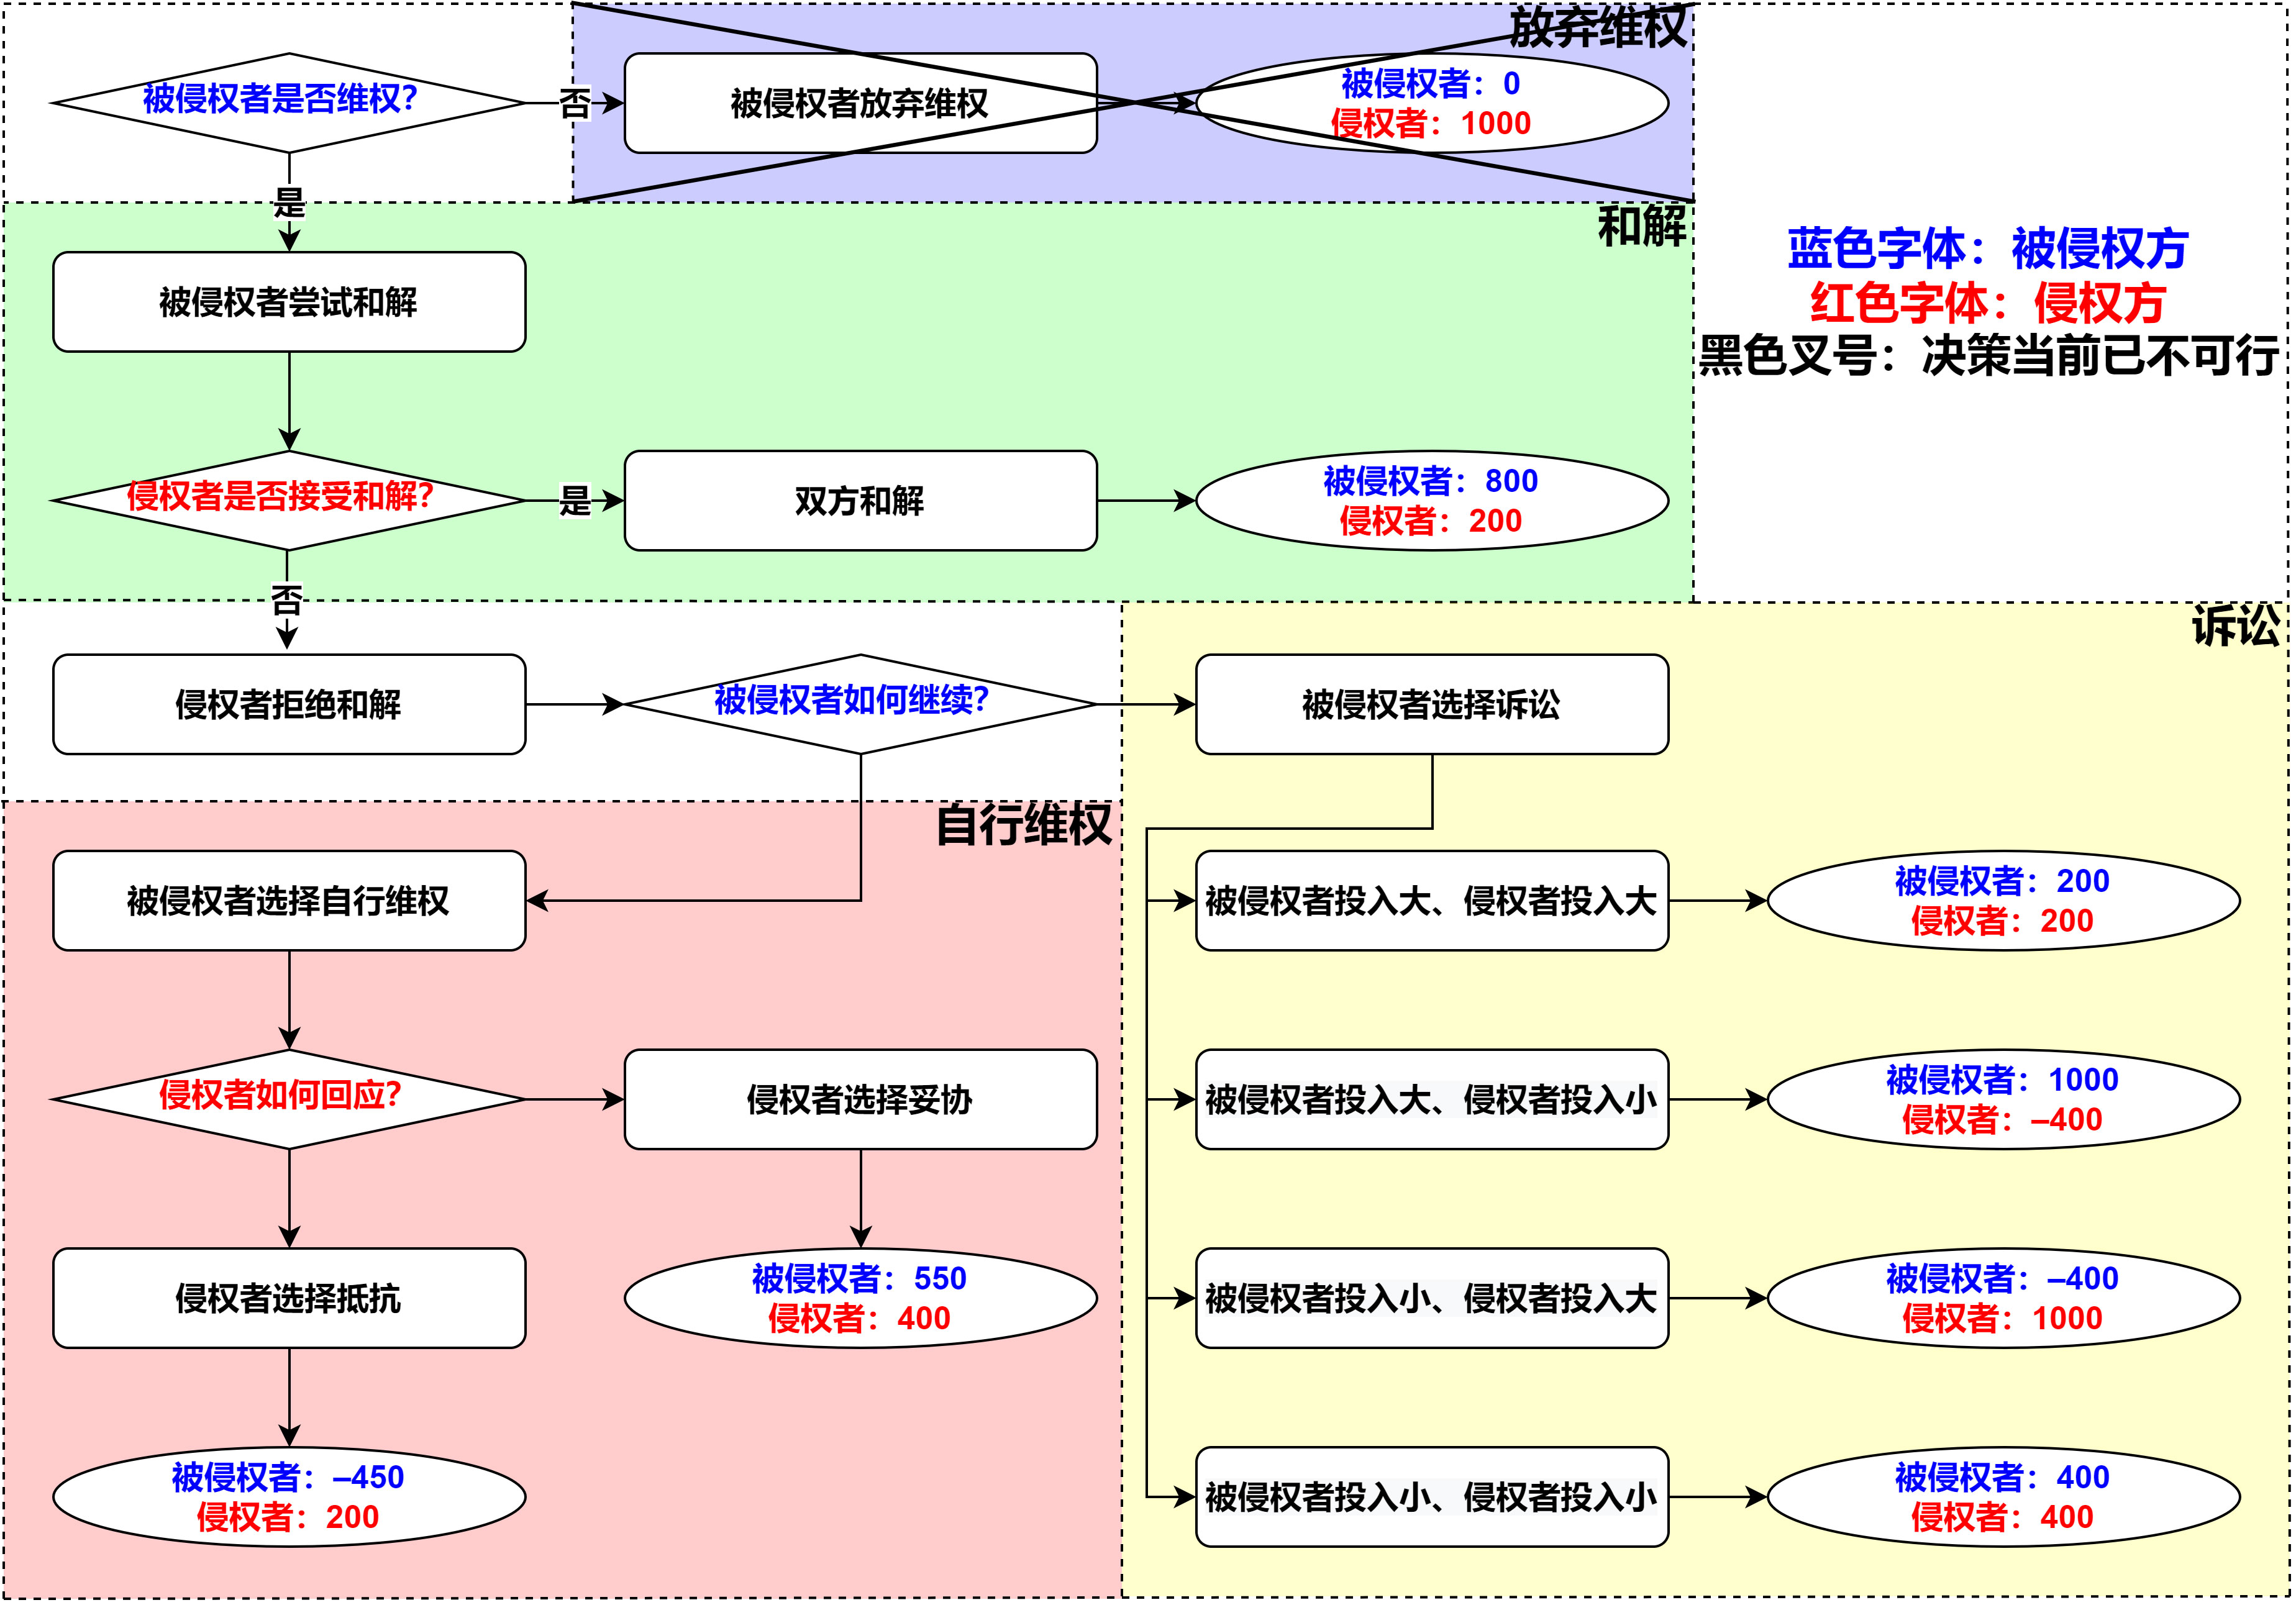 放弃维权
被侵权者是否维权？
否
被侵权者放弃维权
被侵权者：0
侵权者：1000
是
和解
蓝色字体：被侵权方
红色字体：侵权方
黑色叉号：决策当前已不可行
被侵权者尝试和解
侵权者是否接受和解？
是
双方和解
被侵权者：800
侵权者：200
否
诉讼
侵权者拒绝和解
被侵权者如何继续？
被侵权者选择诉讼
自行维权
被侵权者选择自行维权
被侵权者投入大、侵权者投入大
被侵权者：200
侵权者：200
侵权者如何回应？
侵权者选择妥协
被侵权者投入大、侵权者投入小
被侵权者：1000
侵权者：–400
侵权者选择抵抗
被侵权者：550
侵权者：400
被侵权者投入小、侵权者投入大
被侵权者：–400
侵权者：1000
被侵权者：–450
侵权者：200
被侵权者投入小、侵权者投入小
被侵权者：400
侵权者：400